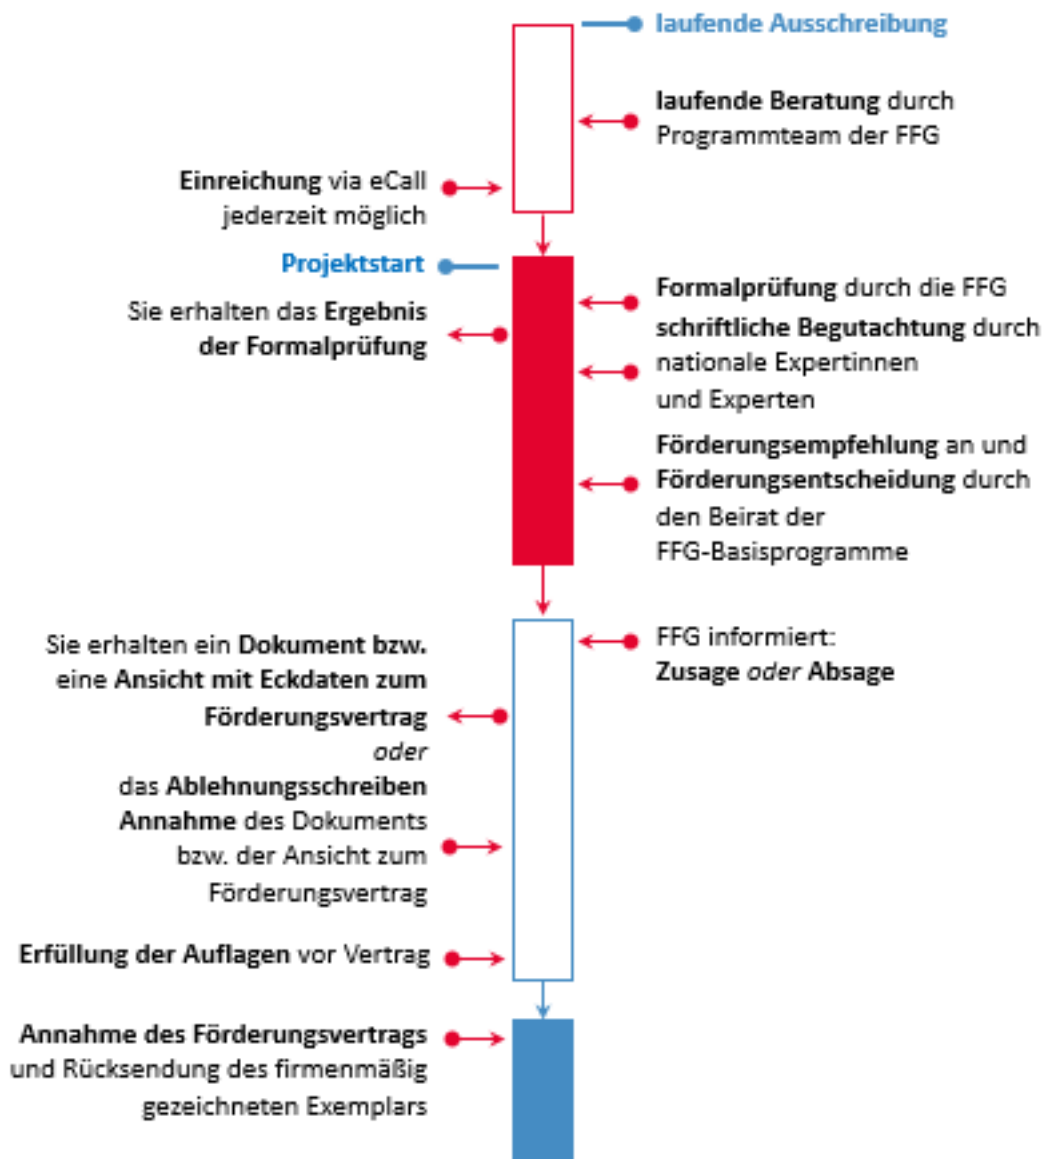 laufende Ausschreibung
laufende Beratung durch
Programmteam der FFG
Einreichung via eCall
jederzeit möglich
Projektstart
Sie erhalten das Ergebnis
der Formalprüfung
Formalprüfung durch die FFG
schriftliche Begutachtung durch
nationale Expertinnen
und Experten
Förderungsempfehlung an und
Förderungsentscheidung durch
den Beirat der
FFG-Basisprogramme
FFG informiert:
Zusage oder Absage
Sie erhalten ein Dokument bzw.
eine Ansicht mit Eckdaten zum
Förderungsvertrag
oder
das Ablehnungsschreiben
Annahme des Dokuments
bzw. der Ansicht zum
Förderungsvertrag
Erfüllung der Auflagen vor Vertrag
Annahme des Förderungsvertrags
und Rücksendung des firmenmäßig
gezeichneten Exemplars